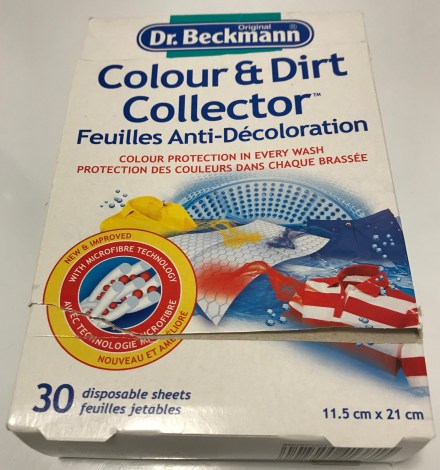 Original
Dr. Beckmann
Colour & Dirt
Collector™
Feuilles Anti-Décoloration
COLOUR PROTECTION IN EVERY WASH
PROTECTION DES COULEURS DANS CHAQUE BRASSÉE
NEW & IMPROVED
WITH MICROFIBRE TECHNOLOGY
AVEC TECHNOLOGIE MICROFIBRE
NOUVEAU ET AMÉLIORÉ
30 disposable sheets
feuilles jetables
11.5 cm x 21 cm